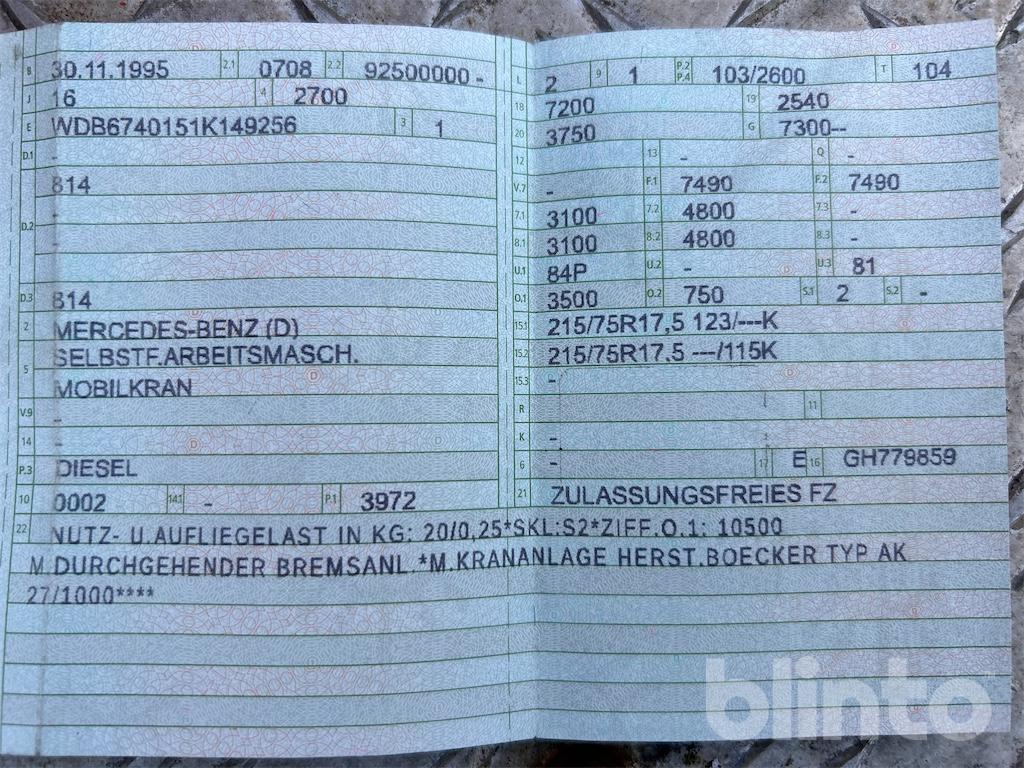 B 30.11.1995 2.1 0708 2.2 92500000 -
J 16 4 2700
E WDB6740151K149256 3 1
D.1 -
D.2 814
-
-
D.3 814
2 MERCEDES-BENZ (D)
5 SELBSTF.ARBEITSMASCH.
MOBILKRAN
V.9 -
14 -
P.3 DIESEL
10 0002 14.1 - P.1 3972
L 2 9 1 P.2 P.4 103/2600 T 104
18 7200 19 2540
20 3750 G 7300--
12 - 13 - Q -
V.7 - F.1 7490 F.2 7490
7.1 3100 7.2 4800 7.3 -
8.1 3100 8.2 4800 8.3 -
U.1 84P U.2 - U.3 81
O.1 3500 O.2 750 S.1 2 S.2 -
15.1 215/75R17,5 123/---K
15.2 215/75R17,5 ---/115K
15.3 -
R 11
K -
6 - 17 E 16 GH779859
21 ZULASSUNGSFREIES FZ
22 NUTZ- U.AUFLIEGELAST IN KG: 20/0,25*SKL:S2*ZIFF.O.1: 10500
M.DURCHGEHENDER BREMSANL.*M.KRANANLAGE HERST.BOECKER TYP AK
27/1000****
blinto